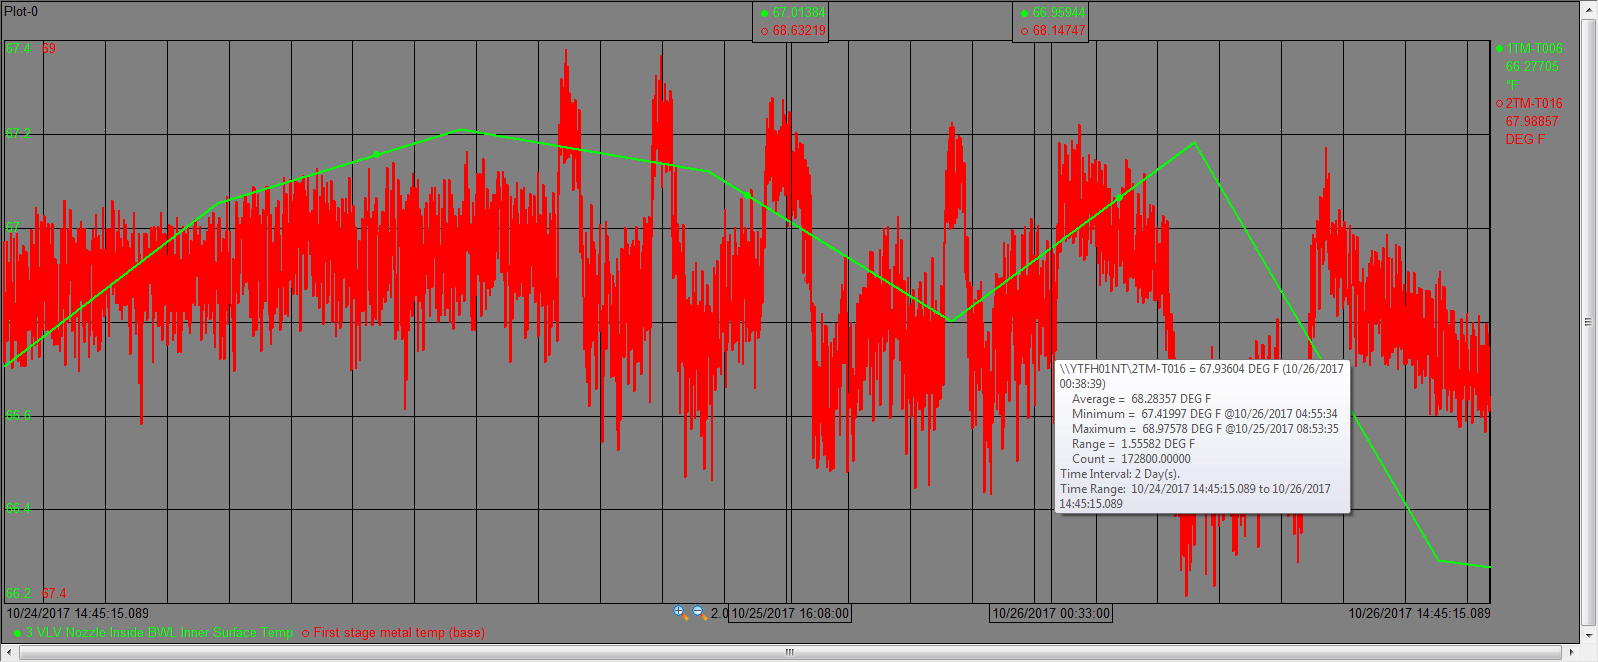 Plot-0
67.01384
68.63219
66.95944
68.14747
67.4 69
1TM-T006
66.27705
°F
2TM-T016
67.98857
DEG F
67.2
67
66.6
66.4
66.2 67.4
\\YTFH01NT\2TM-T016 = 67.93604 DEG F (10/26/2017
00:38:39)
Average = 68.28357 DEG F
Minimum = 67.41997 DEG F @10/26/2017 04:55:34
Maximum = 68.97578 DEG F @10/25/2017 08:53:35
Range = 1.55582 DEG F
Count = 172800.00000
Time Interval: 2 Day(s).
Time Range: 10/24/2017 14:45:15.089 to 10/26/2017
14:45:15.089
10/24/2017 14:45:15.089 2.0 10/25/2017 16:08:00 10/26/2017 00:33:00 10/26/2017 14:45:15.089
3 VLV Nozzle Inside BWL Inner Surface Temp First stage metal temp (base)